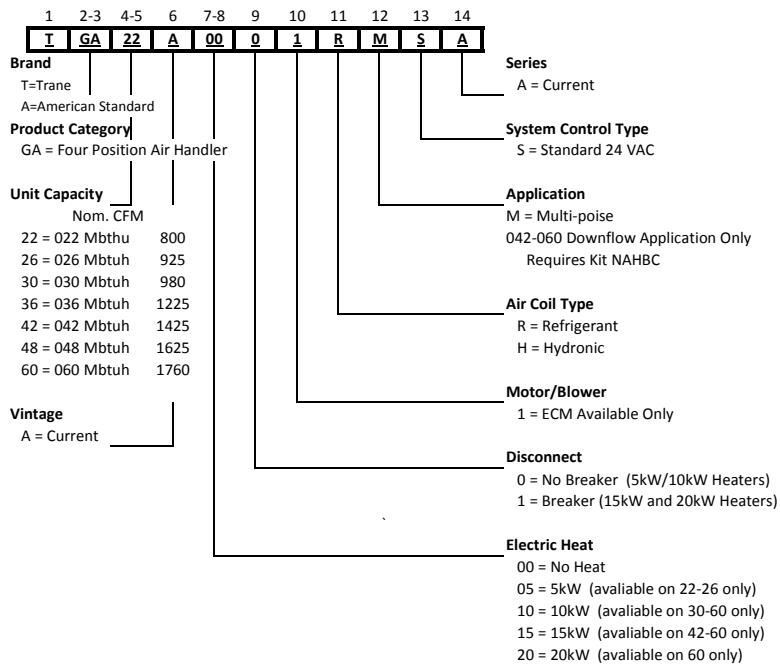 1 2-3 4-5 6 7-8 9 10 11 12 13 14
T GA 22 A 00 0 1 R M S A
Brand
T=Trane
A=American Standard
Product Category
GA = Four Position Air Handler
Unit Capacity
Nom. CFM
22 = 022 Mbthu 800
26 = 026 Mbtuh 925
30 = 030 Mbtuh 980
36 = 036 Mbtuh 1225
42 = 042 Mbtuh 1425
48 = 048 Mbtuh 1625
60 = 060 Mbtuh 1760
Vintage
A = Current
Series
A = Current
System Control Type
S = Standard 24 VAC
Application
M = Multi-poise
042-060 Downflow Application Only
Requires Kit NAHBC
Air Coil Type
R = Refrigerant
H = Hydronic
Motor/Blower
1 = ECM Available Only
Disconnect
0 = No Breaker (5kW/10kW Heaters)
1 = Breaker (15kW and 20kW Heaters)
`
Electric Heat
00 = No Heat
05 = 5kW (avaliable on 22-26 only)
10 = 10kW (avaliable on 30-60 only)
15 = 15kW (avaliable on 42-60 only)
20 = 20kW (avaliable on 60 only)